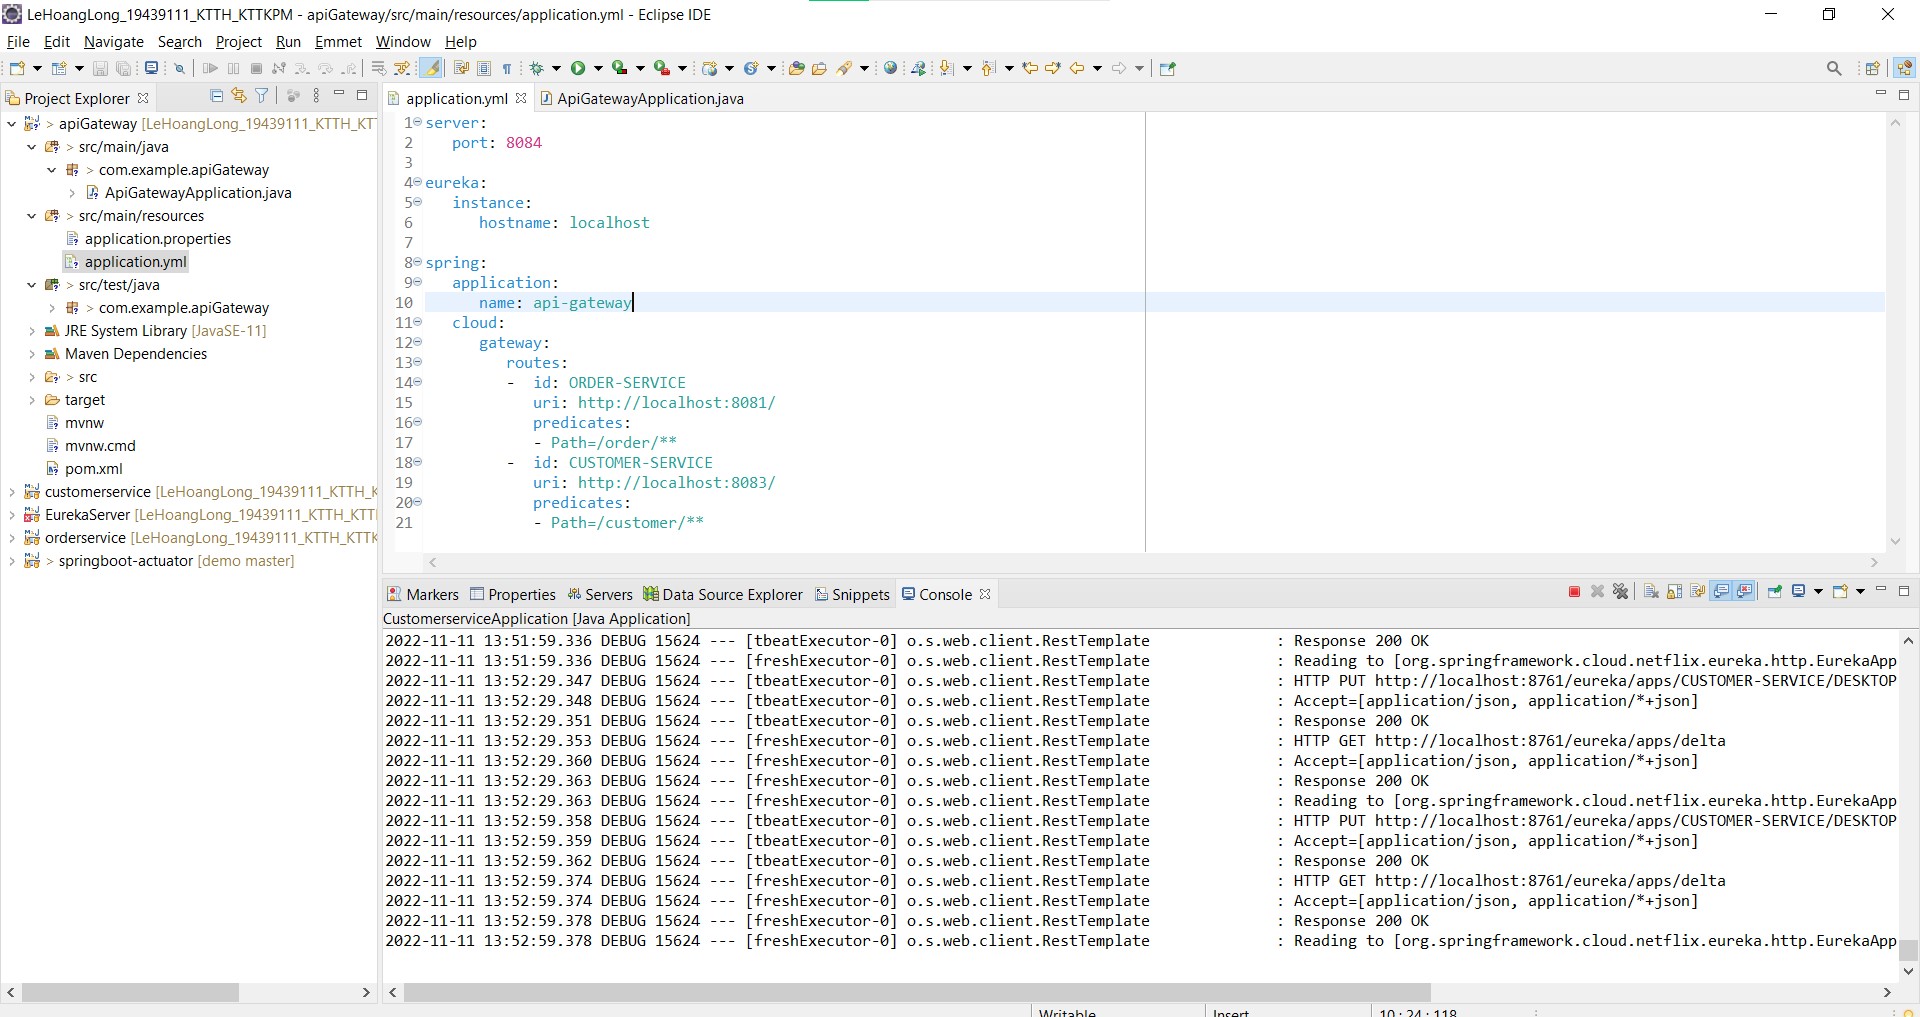 LeHoangLong_19439111_KTTH_KTTKPM - apiGateway/src/main/resources/application.yml - Eclipse IDE
File Edit Navigate Search Project Run Emmet Window Help
Project Explorer
> apiGateway [LeHoangLong_19439111_KTTH_KT
> src/main/java
> com.example.apiGateway
ApiGatewayApplication.java
> src/main/resources
application.properties
application.yml
> src/test/java
> com.example.apiGateway
JRE System Library [JavaSE-11]
Maven Dependencies
> src
target
mvnw
mvnw.cmd
pom.xml
customerservice [LeHoangLong_19439111_KTTH_K
EurekaServer [LeHoangLong_19439111_KTTH_KTT
orderservice [LeHoangLong_19439111_KTTH_KTTK
> springboot-actuator [demo master]
application.yml ApiGatewayApplication.java
1 server:
2 port: 8084
3
4 eureka:
5 instance:
6 hostname: localhost
7
8 spring:
9 application:
10 name: api-gateway
11 cloud:
12 gateway:
13 routes:
14 - id: ORDER-SERVICE
15 uri: http://localhost:8081/
16 predicates:
17 - Path=/order/**
18 - id: CUSTOMER-SERVICE
19 uri: http://localhost:8083/
20 predicates:
21 - Path=/customer/**
Markers Properties Servers Data Source Explorer Snippets Console
CustomerserviceApplication [Java Application]
2022-11-11 13:51:59.336 DEBUG 15624 --- [tbeatExecutor-0] o.s.web.client.RestTemplate : Response 200 OK
2022-11-11 13:51:59.336 DEBUG 15624 --- [freshExecutor-0] o.s.web.client.RestTemplate : Reading to [org.springframework.cloud.netflix.eureka.http.EurekaApp
2022-11-11 13:52:29.347 DEBUG 15624 --- [tbeatExecutor-0] o.s.web.client.RestTemplate : HTTP PUT http://localhost:8761/eureka/apps/CUSTOMER-SERVICE/DESKTOP
2022-11-11 13:52:29.348 DEBUG 15624 --- [tbeatExecutor-0] o.s.web.client.RestTemplate : Accept=[application/json, application/*+json]
2022-11-11 13:52:29.351 DEBUG 15624 --- [tbeatExecutor-0] o.s.web.client.RestTemplate : Response 200 OK
2022-11-11 13:52:29.353 DEBUG 15624 --- [freshExecutor-0] o.s.web.client.RestTemplate : HTTP GET http://localhost:8761/eureka/apps/delta
2022-11-11 13:52:29.360 DEBUG 15624 --- [freshExecutor-0] o.s.web.client.RestTemplate : Accept=[application/json, application/*+json]
2022-11-11 13:52:29.363 DEBUG 15624 --- [freshExecutor-0] o.s.web.client.RestTemplate : Response 200 OK
2022-11-11 13:52:29.363 DEBUG 15624 --- [freshExecutor-0] o.s.web.client.RestTemplate : Reading to [org.springframework.cloud.netflix.eureka.http.EurekaApp
2022-11-11 13:52:59.358 DEBUG 15624 --- [tbeatExecutor-0] o.s.web.client.RestTemplate : HTTP PUT http://localhost:8761/eureka/apps/CUSTOMER-SERVICE/DESKTOP
2022-11-11 13:52:59.359 DEBUG 15624 --- [tbeatExecutor-0] o.s.web.client.RestTemplate : Accept=[application/json, application/*+json]
2022-11-11 13:52:59.362 DEBUG 15624 --- [tbeatExecutor-0] o.s.web.client.RestTemplate : Response 200 OK
2022-11-11 13:52:59.374 DEBUG 15624 --- [freshExecutor-0] o.s.web.client.RestTemplate : HTTP GET http://localhost:8761/eureka/apps/delta
2022-11-11 13:52:59.374 DEBUG 15624 --- [freshExecutor-0] o.s.web.client.RestTemplate : Accept=[application/json, application/*+json]
2022-11-11 13:52:59.378 DEBUG 15624 --- [freshExecutor-0] o.s.web.client.RestTemplate : Response 200 OK
2022-11-11 13:52:59.378 DEBUG 15624 --- [freshExecutor-0] o.s.web.client.RestTemplate : Reading to [org.springframework.cloud.netflix.eureka.http.EurekaApp
Writable Insert 10 : 24 : 118